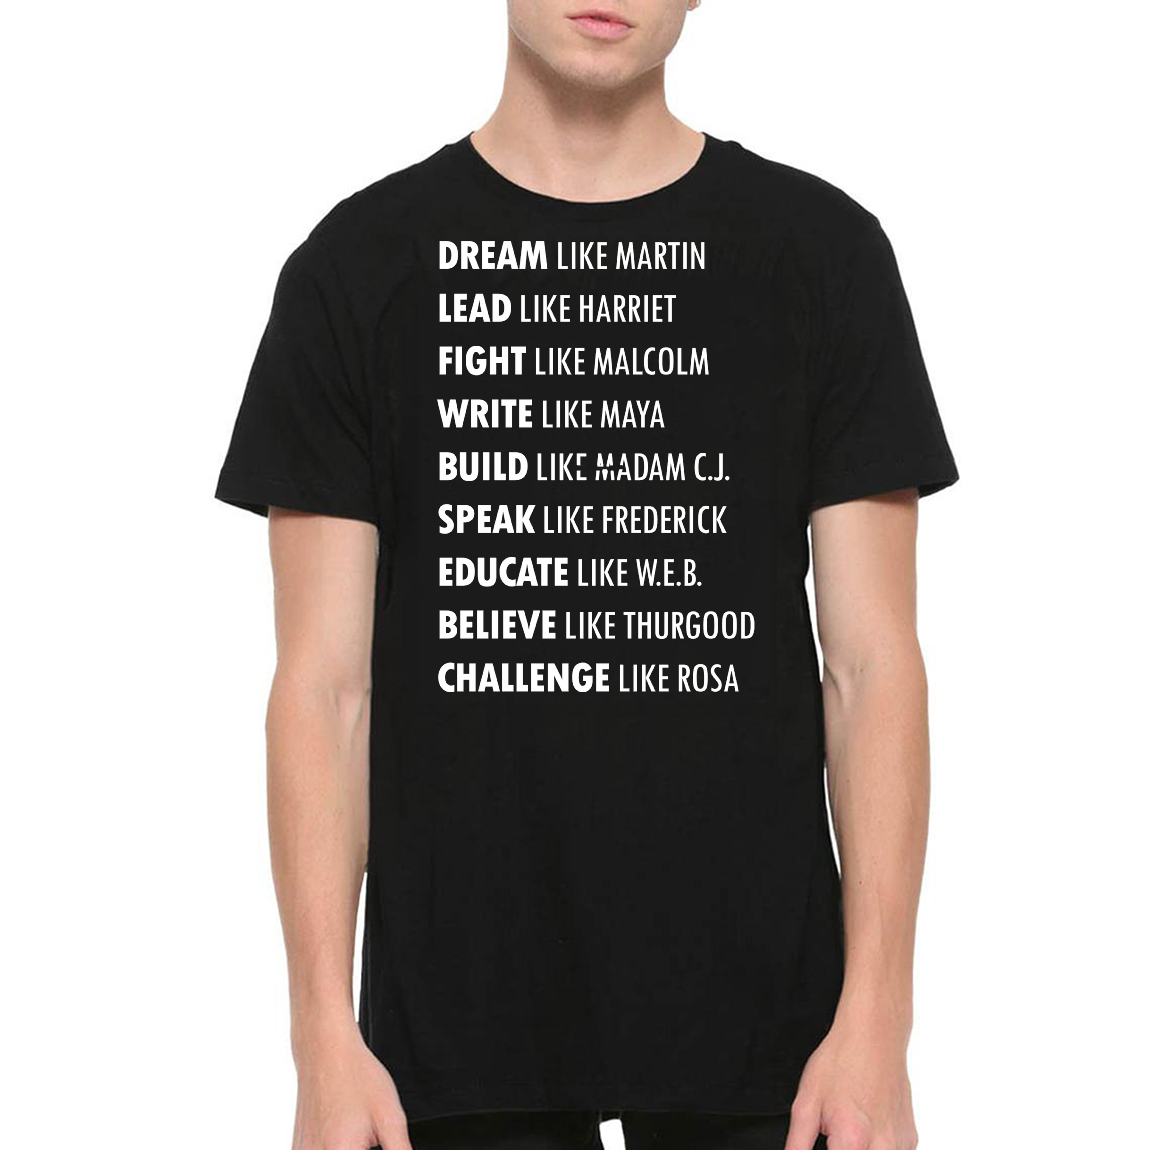 DREAM LIKE MARTIN
LEAD LIKE HARRIET
FIGHT LIKE MALCOLM
WRITE LIKE MAYA
BUILD LIKE MADAM C.J.
SPEAK LIKE FREDERICK
EDUCATE LIKE W.E.B.
BELIEVE LIKE THURGOOD
CHALLENGE LIKE ROSA